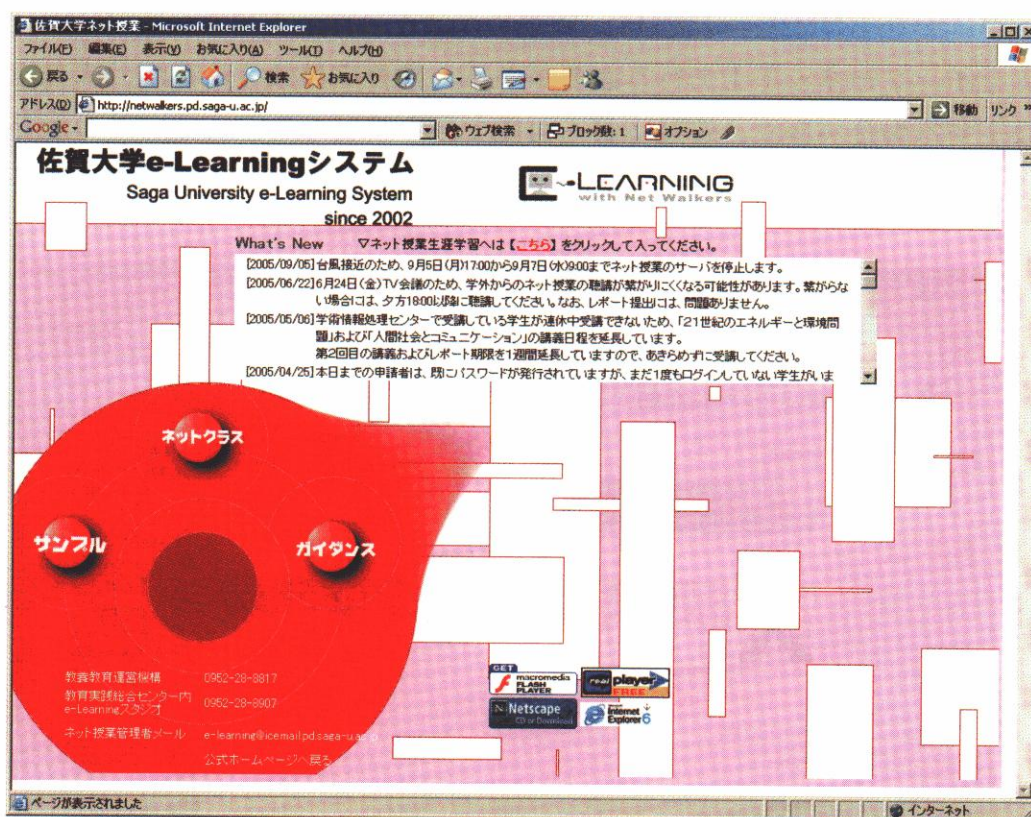 佐賀大学ネット授業 - Microsoft Internet Explorer
ファイル(F) 編集(E) 表示(V) お気に入り(A) ツール(T) ヘルプ(H)
戻る 検索 お気に入り
アドレス(D) http://netwalkers.pd.saga-u.ac.jp/ 移動 リンク »
Google ウェブ検索 ブロック数: 1 オプション
佐賀大学e-Learningシステム
Saga University e-Learning System
since 2002
E-LEARNIING
with Net Walkers
What's New ▽ネット授業生涯学習へは【こちら】をクリックして入ってください。
[2005/09/05]台風接近のため、9月5日(月)17:00から9月7日(水)9:00までネット授業のサーバを停止します。
[2005/06/22]6月24日(金)TV会議のため、学外からのネット授業の聴講が繋がりにくくなる可能性があります。繋がらな
い場合には、夕方18:00以降に聴講してください。なお、レポート提出には、問題ありません。
[2005/05/06]学術情報処理センターで受講している学生が連休中受講できないため、「21世紀のエネルギーと環境問
題」および「人間社会とコミュニケーション」の講義日程を延長しています。
第2回目の講義およびレポート期限を1週間延長していますので、あきらめずに受講してください。
[2005/04/25]本日までの申請者は、既にパスワードが発行されていますが、まだ1度もログインしていない学生がいま
ネットクラス
サンプル
ガイダンス
教養教育運営機構 0952-28-8817
教育実践総合センター内
e-Learningスタジオ 0952-28-8907
ネット授業管理者メール e-learning@icemail.pd.saga-u.ac.jp
公式ホームページへ戻る
GET
macromedia
FLASH
PLAYER
real player
FREE
Netscape
CD or Download
Internet
Explorer 6
ページが表示されました インターネット